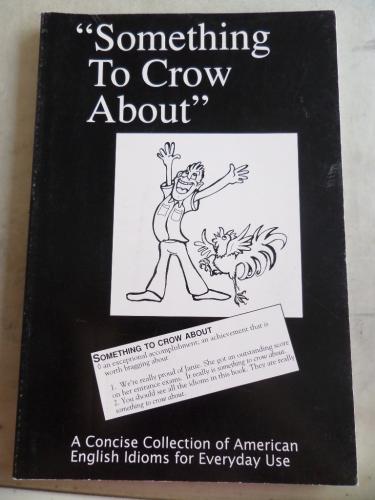 "Something
To Crow
About"
SOMETHING TO CROW ABOUT
◊ an exceptional accomplishment; an achievement that is
worth bragging about
1. We're really proud of Janie. She got an outstanding score
on her entrance exams. It really is something to crow about.
2. You should see all the idioms in this book. They are really
something to crow about.
A Concise Collection of American
English Idioms for Everyday Use